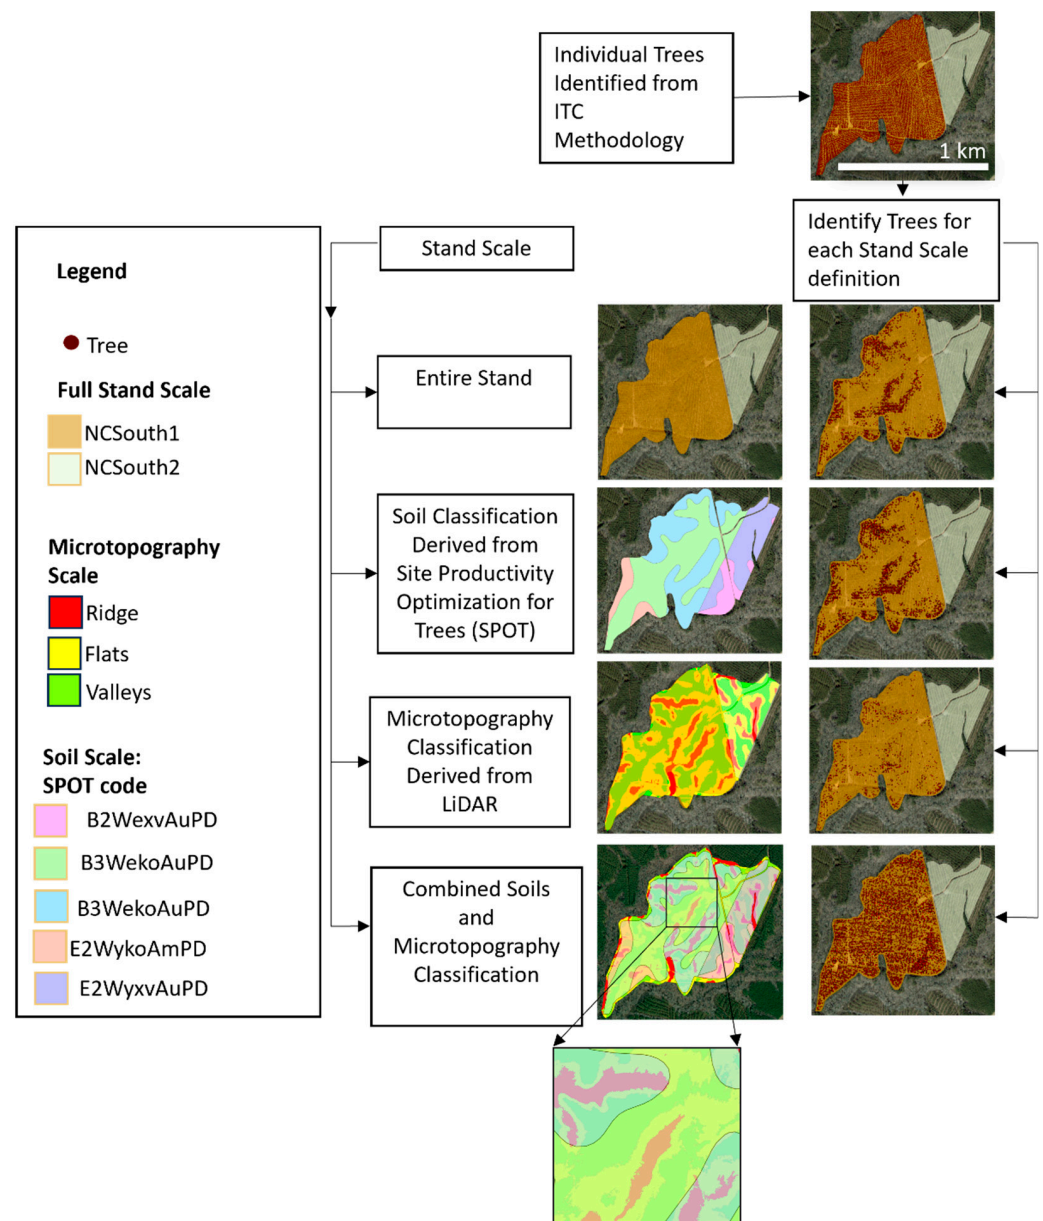 Individual Trees
Identified from
ITC
Methodology
1 km
Identify Trees for
each Stand Scale
definition
Stand Scale
Entire Stand
Soil Classification
Derived from
Site Productivity
Optimization for
Trees (SPOT)
Microtopography
Classification
Derived from
LiDAR
Combined Soils
and
Microtopography
Classification
Legend
Tree
Full Stand Scale
NCSouth1
NCSouth2
Microtopography
Scale
Ridge
Flats
Valleys
Soil Scale:
SPOT code
B2WexvAuPD
B3WekoAuPD
B3WekoAuPD
E2WykoAmPD
E2WyxvAuPD